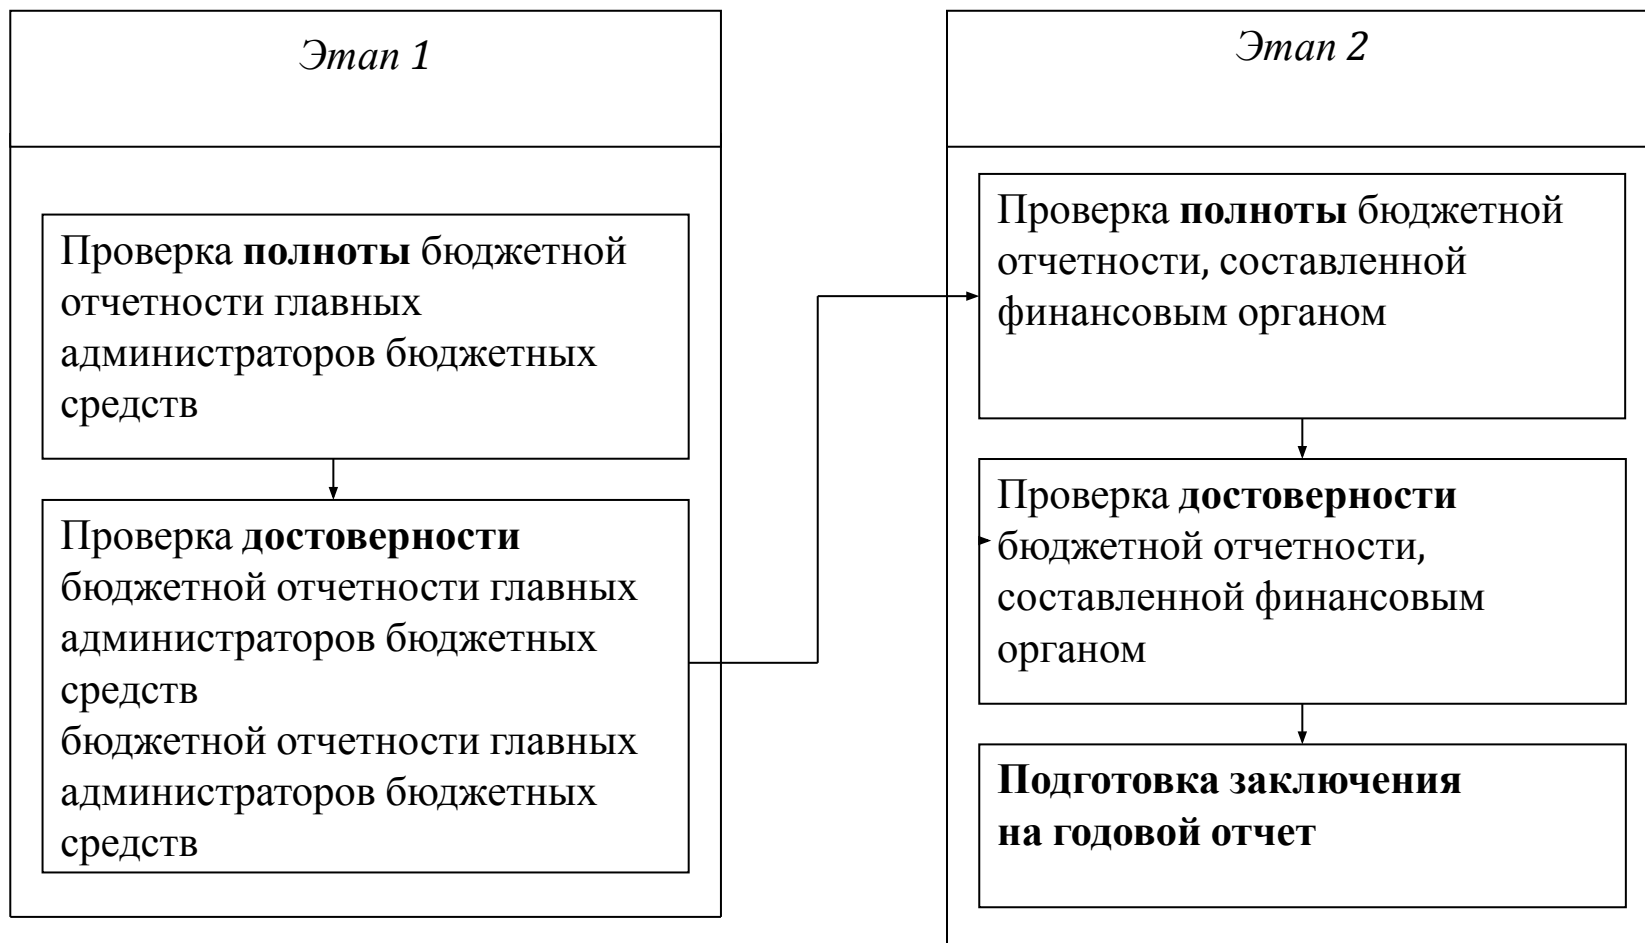 Этап 1
Проверка полноты бюджетной
отчетности главных
администраторов бюджетных
средств
Проверка достоверности
бюджетной отчетности главных
администраторов бюджетных
средств
бюджетной отчетности главных
администраторов бюджетных
средств
Этап 2
Проверка полноты бюджетной
отчетности, составленной
финансовым органом
Проверка достоверности
бюджетной отчетности,
составленной финансовым
органом
Подготовка заключения
на годовой отчет